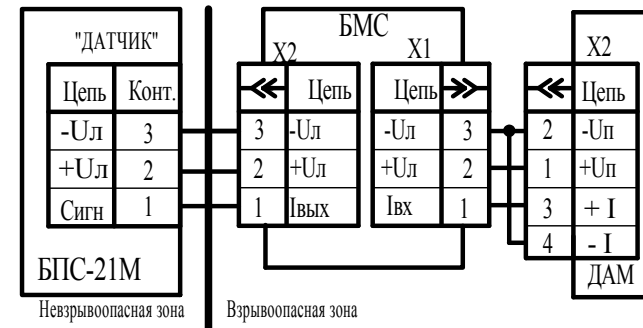 "ДАТЧИК"
Цепь Конт.
-Uл 3
+Uл 2
Сигн 1
БПС-21М
Невзрывоопасная зона
БМС
X2 X1
Цепь Цепь
3 -Uл -Uл 3
2 +Uл +Uл 2
1 Iвых Iвх 1
Взрывоопасная зона
X2
Цепь
2 -Uп
1 +Uп
3 + I
4 - I
ДАМ